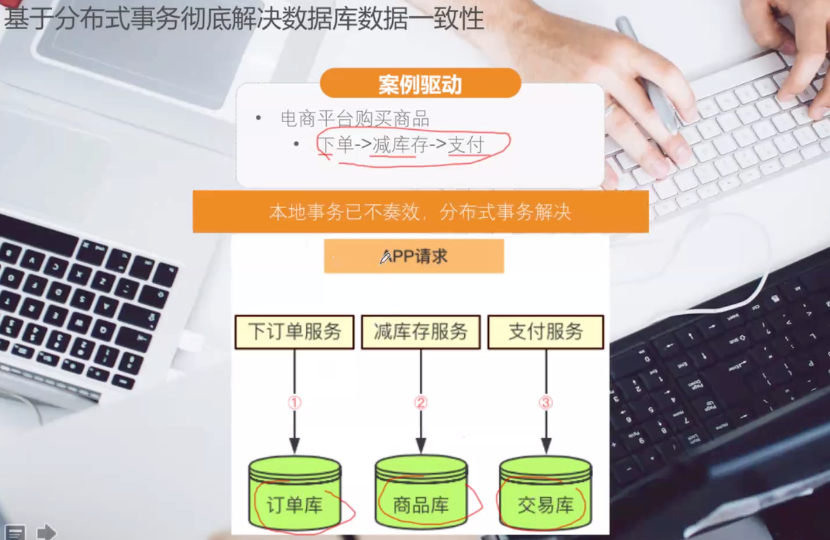 基于分布式事务彻底解决数据库数据一致性
案例驱动
• 电商平台购买商品
• 下单->减库存->支付
本地事务已不奏效，分布式事务解决
APP请求
下订单服务 减库存服务 支付服务
① ② ③
订单库 商品库 交易库